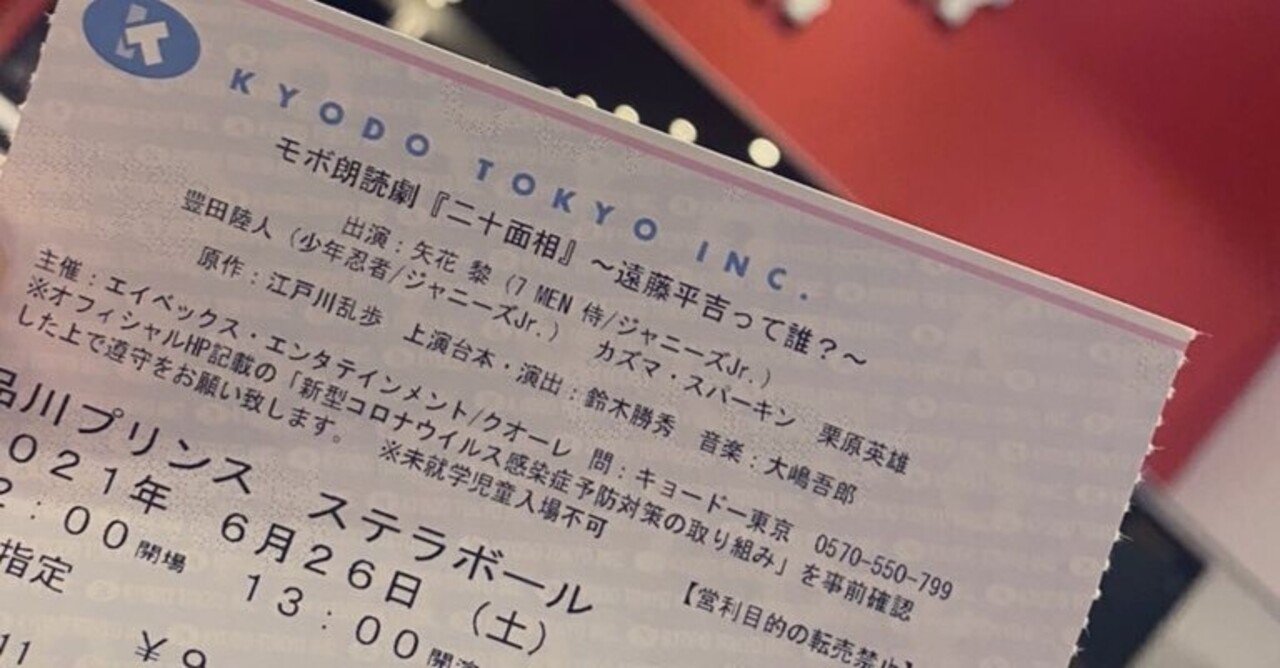 KT
KYODO TOKYO INC.
モボ朗読劇『二十面相』～遠藤平吉って誰？～
出演：矢花 黎（7 MEN 侍/ジャニーズJr.）
豊田陸人（少年忍者/ジャニーズJr.） カズマ・スパーキン 栗原英雄
原作：江戸川乱歩 上演台本・演出：鈴木勝秀 音楽：大嶋吾郎
主催：エイベックス・エンタテインメント/クオーレ 問：キョードー東京 0570-550-799
※オフィシャルHP記載の「新型コロナウイルス感染症予防対策の取り組み」を事前確認
した上で遵守をお願い致します。 ※未就学児童入場不可
【営利目的の転売禁止】
品川プリンス ステラボール
2021年 6月26日（土）
2：00開場 13：00開演
指定 ￥9
11